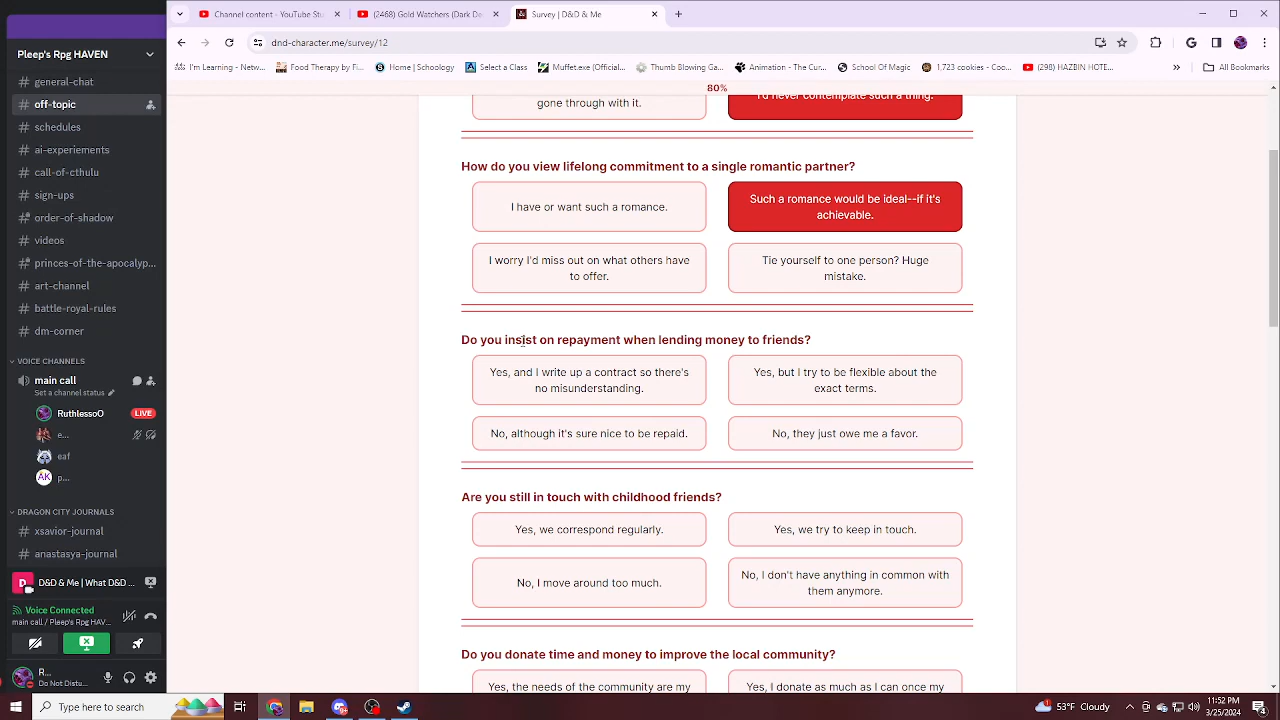 Channel content - YouTube Stu
(2468) Gold Watchers (Dark De
Survey | D&D & Me
Pleep's Rpg HAVEN
dnd-character.me/survey/12
I'm Learning - Netw...
Food Therapy by Fi...
Home | Schoology
Select a Class
Muffet.exe(Official...
Thumb Blowing Ga...
Animation - The Cur...
School Of Magic
1,723 cookies - Coo...
(298) HAZBIN HOTE...
All Bookmarks
general-chat
off-topic
schedules
ai-experiements
call-of-cthulu
sign-ups
order-of-shadow
videos
princes-of-the-apocalyp...
art-channel
battle-royal-rules
dm-corner
VOICE CHANNELS
main call
Set a channel status
RuthlessoO
LIVE
e...
eaf
AK
p...
DRAGON CITY JOURNALS
xsavior-journal
anastasya-journal
D
D&D & Me | What D&D ...
Voice Connected
main call / Pleep's Rpg HAV...
R...
Do Not Distu...
80%
gone through with it.
I'd never contemplate such a thing.
How do you view lifelong commitment to a single romantic partner?
I have or want such a romance.
Such a romance would be ideal--if it's
achievable.
I worry I'd miss out on what others have
to offer.
Tie yourself to one person? Huge
mistake.
Do you insist on repayment when lending money to friends?
Yes, and I write up a contract so there's
no misunderstanding.
Yes, but I try to be flexible about the
exact terms.
No, although it's sure nice to be repaid.
No, they just owe me a favor.
Are you still in touch with childhood friends?
Yes, we correspond regularly.
Yes, we try to keep in touch.
No, I move around too much.
No, I don't have anything in common with
them anymore.
Do you donate time and money to improve the local community?
Yes, the needs of the community are my
Yes, I donate as much as I can once my
Type here to search
53°F Cloudy
11:52 PM
3/25/2024